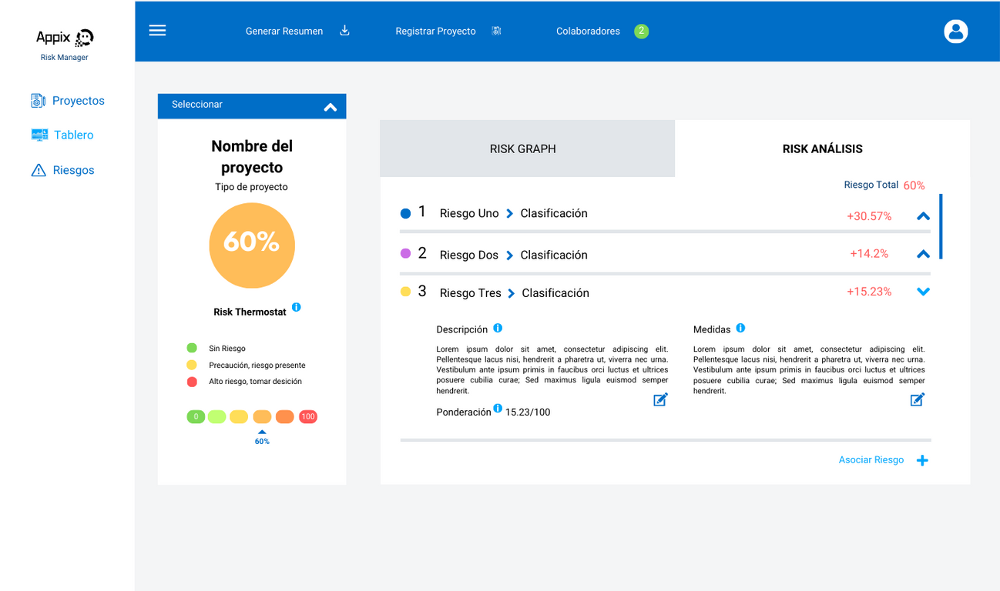 Appix
Risk Manager
Generar Resumen
Registrar Proyecto
Colaboradores 2
Proyectos
Tablero
Riesgos
Seleccionar
Nombre del
proyecto
Tipo de proyecto
60%
Risk Thermostat
Sin Riesgo
Precaución, riesgo presente
Alto riesgo, tomar desición
0 100
60%
RISK GRAPH
RISK ANÁLISIS
Riesgo Total 60%
1 Riesgo Uno Clasificación +30.57%
2 Riesgo Dos Clasificación +14.2%
3 Riesgo Tres Clasificación +15.23%
Descripción
Lorem ipsum dolor sit amet, consectetur adipiscing elit.
Pellentesque lacus nisi, hendrerit a pharetra ut, viverra nec urna.
Vestibulum ante ipsum primis in faucibus orci luctus et ultrices
posuere cubilia curae; Sed maximus ligula euismod semper
hendrerit.
Ponderación 15.23/100
Medidas
Lorem ipsum dolor sit amet, consectetur adipiscing elit.
Pellentesque lacus nisi, hendrerit a pharetra ut, viverra nec urna.
Vestibulum ante ipsum primis in faucibus orci luctus et ultrices
posuere cubilia curae; Sed maximus ligula euismod semper
hendrerit.
Asociar Riesgo